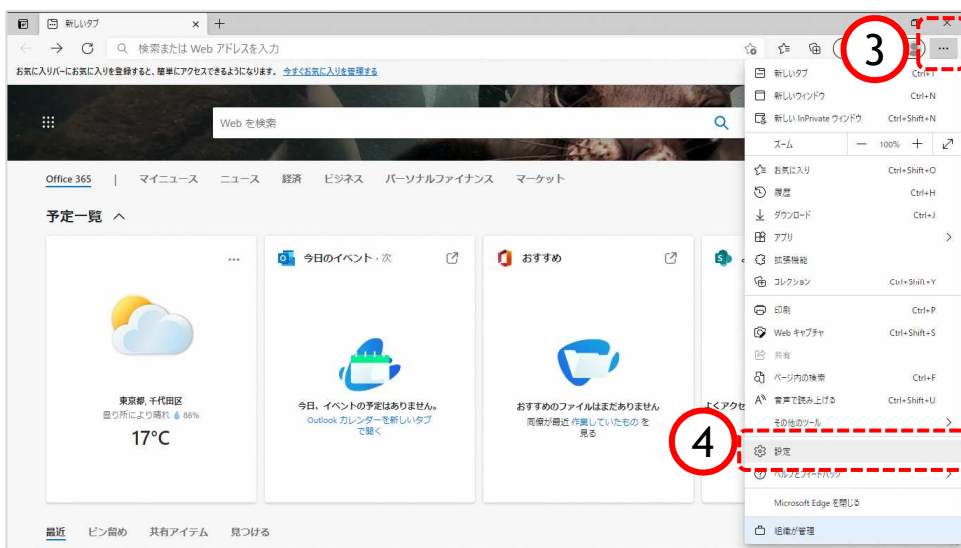 新しいタブ
検索または Web アドレスを入力
3
お気に入りバーにお気に入りを登録すると、簡単にアクセスできるようになります。 今すぐお気に入りを管理する
Web を検索
Office 365 | マイニュース ニュース 経済 ビジネス パーソナルファイナンス マーケット
予定一覧
東京都, 千代田区
曇り所により晴れ 86%
17°C
今日のイベント・次
今日、イベントの予定はありません。
Outlook カレンダーを新しいタブ
で開く
おすすめ
おすすめのファイルはまだありません
同僚が最近 作業していたもの を
見る
S
よくアクセ
最近 ピン留め 共有アイテム 見つける
新しいタブ Ctrl+T
新しいウィンドウ Ctrl+N
新しい InPrivate ウィンドウ Ctrl+Shift+N
ズーム — 100% +
お気に入り Ctrl+Shift+O
履歴 Ctrl+H
ダウンロード Ctrl+J
アプリ
拡張機能
コレクション Ctrl+Shift+Y
印刷 Ctrl+P
Web キャプチャ Ctrl+Shift+S
共有
ページ内の検索 Ctrl+F
音声で読み上げる Ctrl+Shift+U
その他のツール
4
設定
ヘルプとフィードバック
Microsoft Edge を閉じる
組織が管理